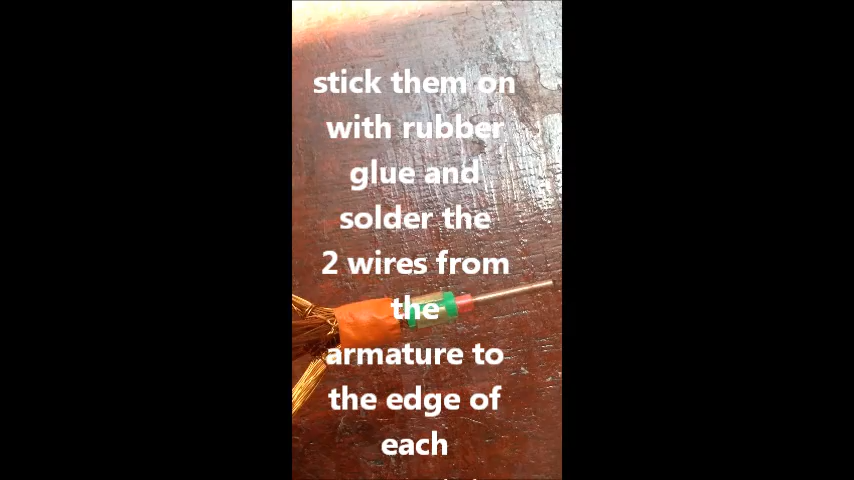 stick them on
with rubber
glue and
solder the
2 wires from
the
armature to
the edge of
each